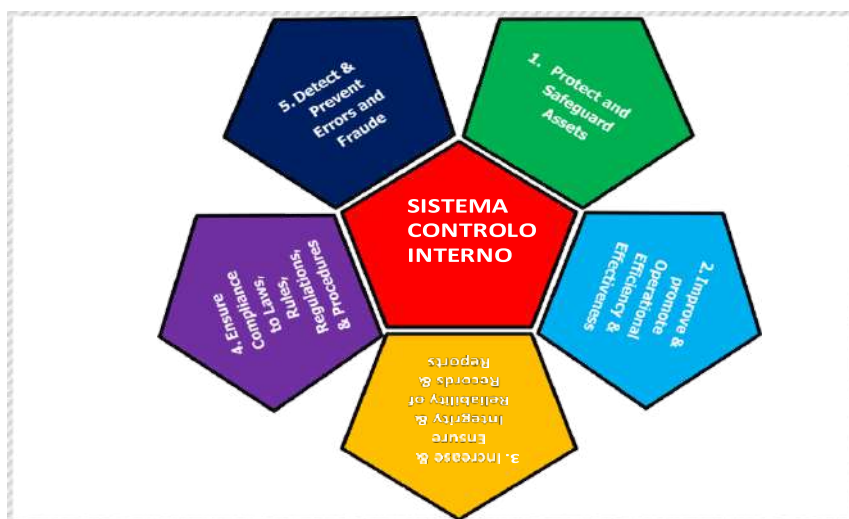 SISTEMA
CONTROLO
INTERNO
1. Protect and
Safeguard
Assets
2.Improve &
promote
Operational
Efficiency &
Effectiveness
3. Increase &
Ensure
Integrity &
Reliability of
Records &
Reports
4.Ensure
Compliance
to Laws,
Rules,
Regulations,
& Procedures
5.Detect &
Prevent
Errors and
Fraude